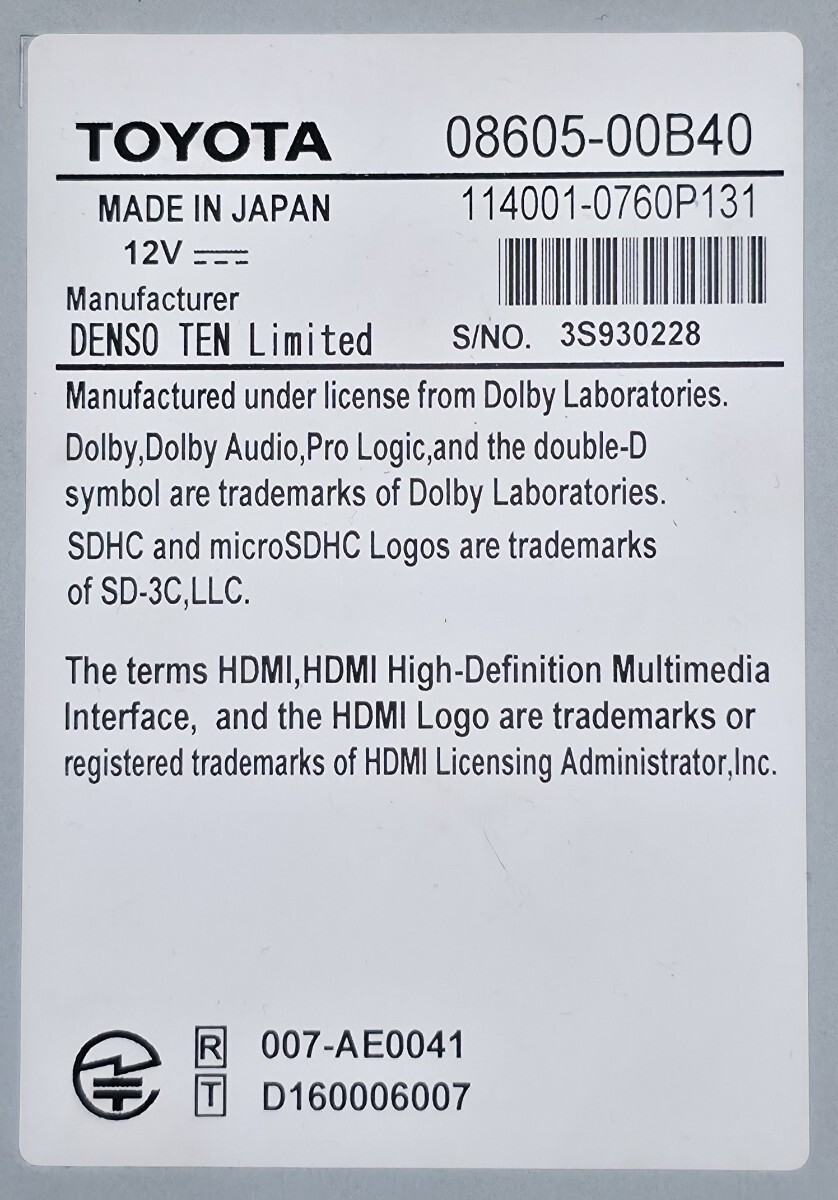 TOYOTA 08605-00B40
MADE IN JAPAN 114001-0760P131
12V
Manufacturer
DENSO TEN Limited S/NO. 3S930228
Manufactured under license from Dolby Laboratories.
Dolby,Dolby Audio,Pro Logic,and the double-D
symbol are trademarks of Dolby Laboratories.
SDHC and microSDHC Logos are trademarks
of SD-3C,LLC.
The terms HDMI,HDMI High-Definition Multimedia
Interface, and the HDMI Logo are trademarks or
registered trademarks of HDMI Licensing Administrator,Inc.
R 007-AE0041
T D160006007